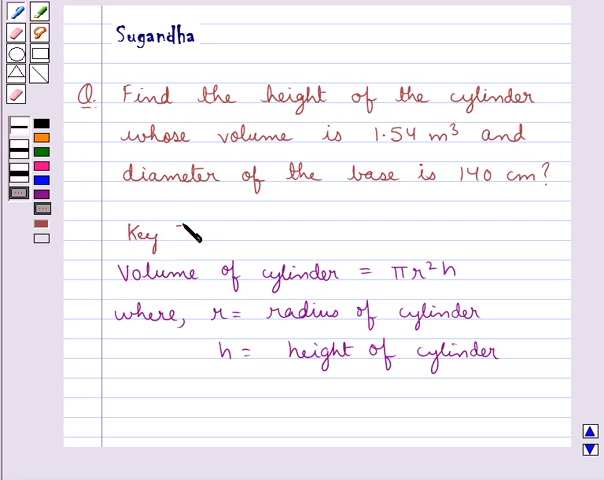 Sugandha
Q. Find the height of the cylinder
whose volume is 1.54 m³ and
diameter of the base is 140 cm?
Key
Volume of cylinder = πr²h
where, r = radius of cylinder
h = height of cylinder